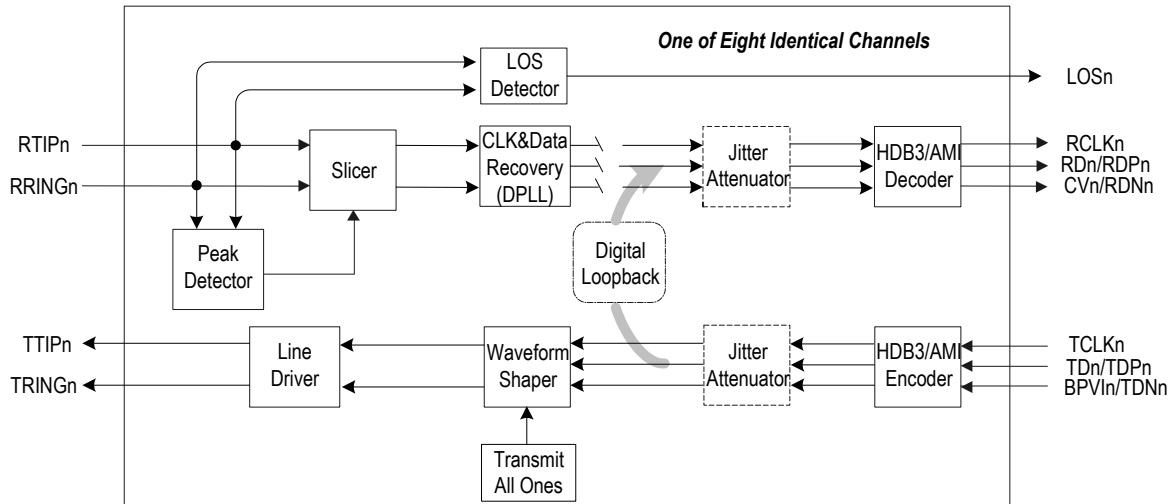 One of Eight Identical Channels
LOS
Detector
LOSn
RTIPn
RRINGn
Slicer
CLK&Data
Recovery
(DPLL)
Jitter
Attenuator
HDB3/AMI
Decoder
RCLKn
RDn/RDPn
CVn/RDNn
Peak
Detector
Digital
Loopback
TTIPn
TRINGn
Line
Driver
Waveform
Shaper
Jitter
Attenuator
HDB3/AMI
Encoder
TCLKn
TDn/TDPn
BPVIn/TDNn
Transmit
All Ones